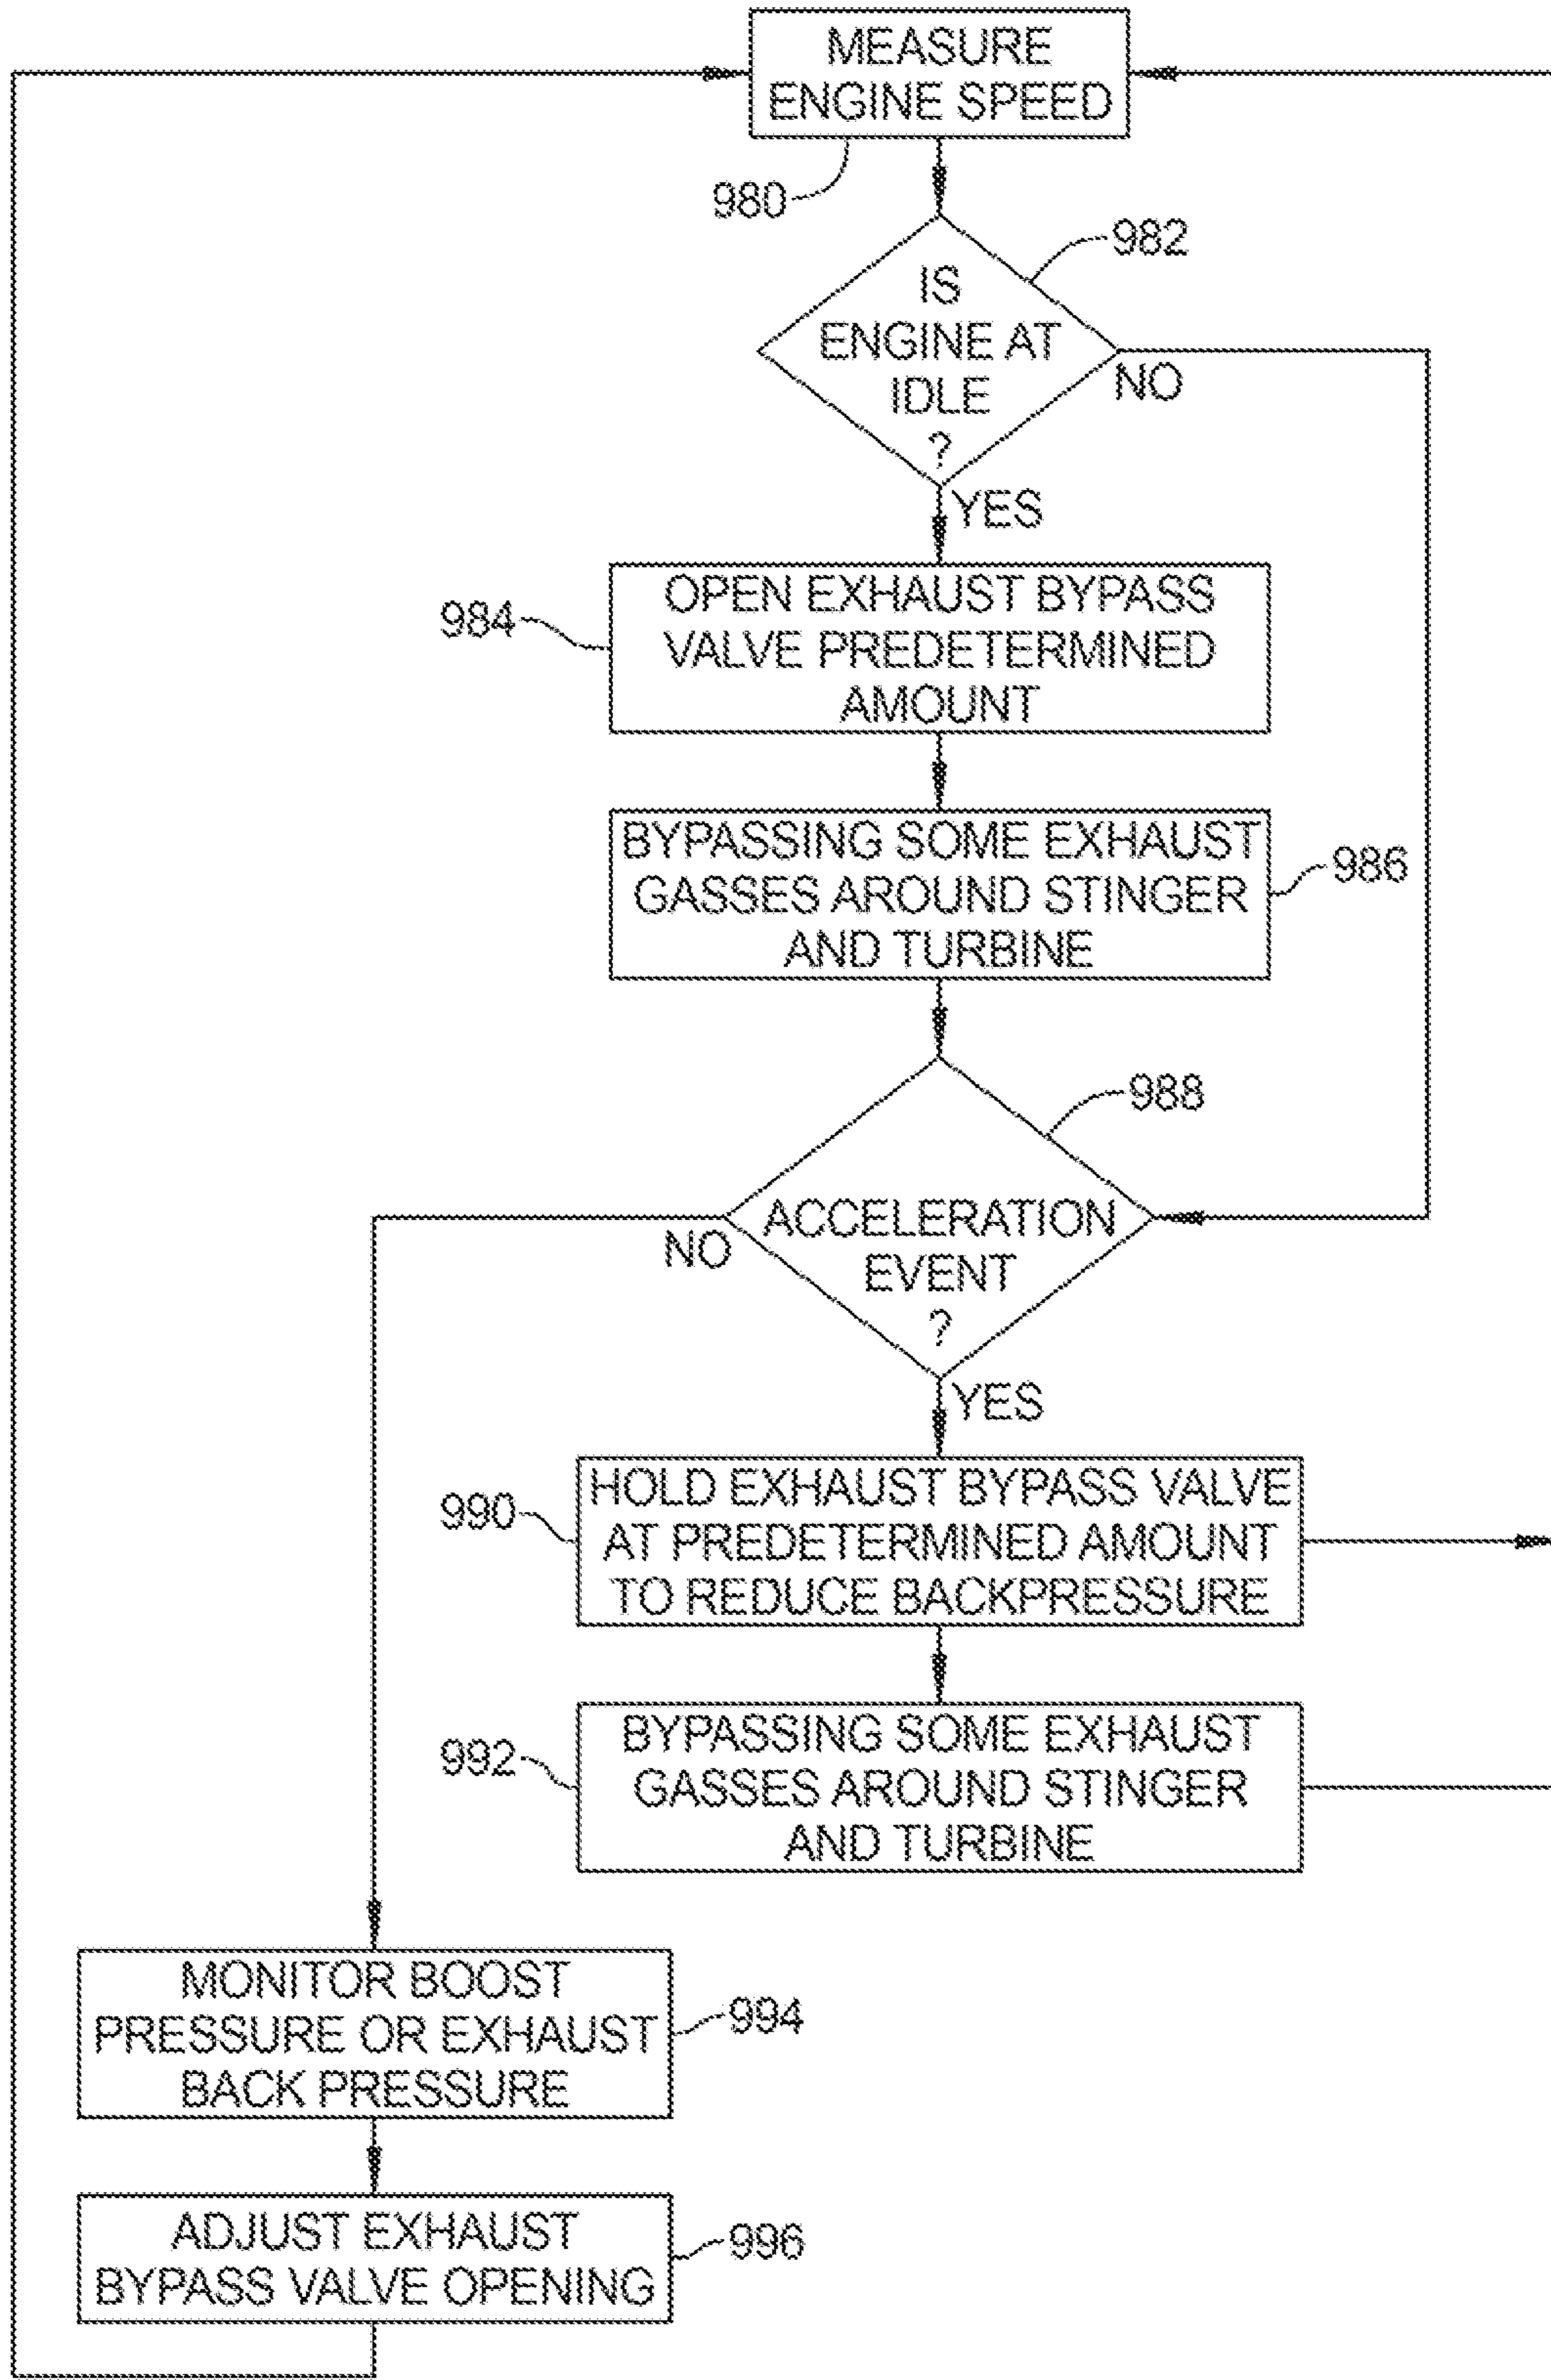 MEASURE
ENGINE SPEED
980
982
IS
ENGINE AT
IDLE
?
NO
YES
984
OPEN EXHAUST BYPASS
VALVE PREDETERMINED
AMOUNT
BYPASSING SOME EXHAUST
GASSES AROUND STINGER
AND TURBINE
986
988
ACCELERATION
EVENT
?
NO
YES
990
HOLD EXHAUST BYPASS VALVE
AT PREDETERMINED AMOUNT
TO REDUCE BACKPRESSURE
992
BYPASSING SOME EXHAUST
GASSES AROUND STINGER
AND TURBINE
MONITOR BOOST
PRESSURE OR EXHAUST
BACK PRESSURE
994
ADJUST EXHAUST
BYPASS VALVE OPENING
996